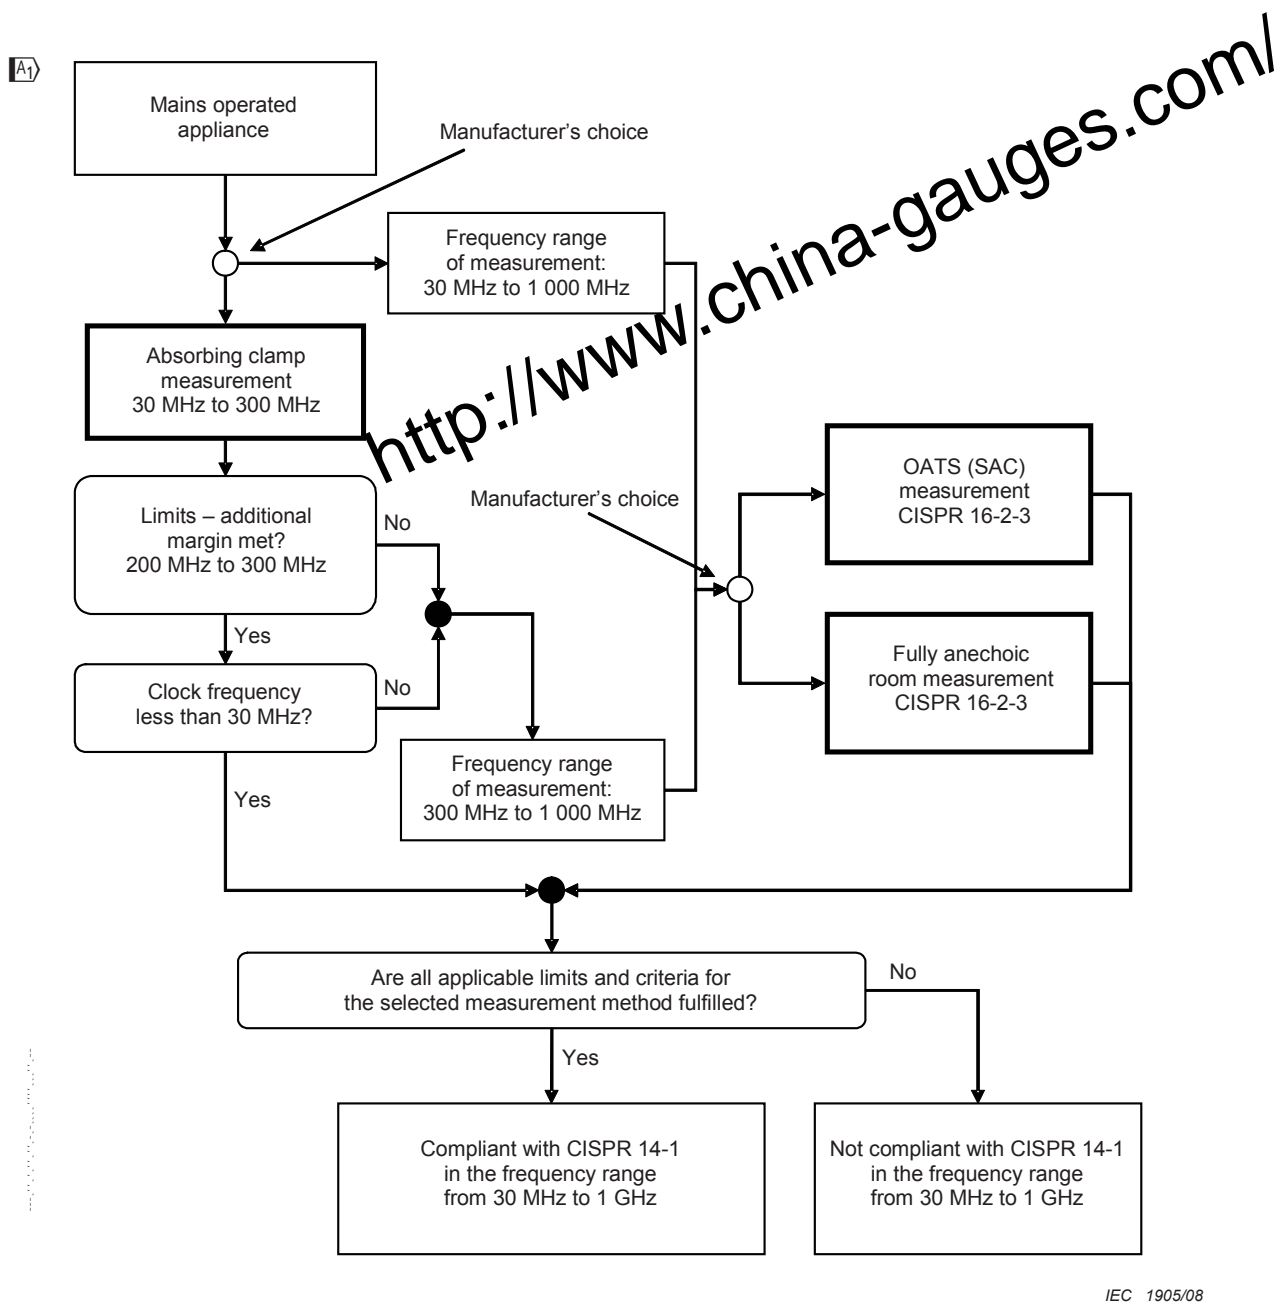 A1
Mains operated
appliance
Manufacturer’s choice
http://www.china-gauges.com/
Frequency range
of measurement:
30 MHz to 1 000 MHz
Absorbing clamp
measurement
30 MHz to 300 MHz
OATS (SAC)
measurement
CISPR 16-2-3
Manufacturer’s choice
Limits – additional
margin met?
200 MHz to 300 MHz
No
Yes
Fully anechoic
room measurement
CISPR 16-2-3
Clock frequency
less than 30 MHz?
No
Yes
Frequency range
of measurement:
300 MHz to 1 000 MHz
Are all applicable limits and criteria for
the selected measurement method fulfilled?
No
Yes
Compliant with CISPR 14-1
in the frequency range
from 30 MHz to 1 GHz
Not compliant with CISPR 14-1
in the frequency range
from 30 MHz to 1 GHz
IEC 1905/08